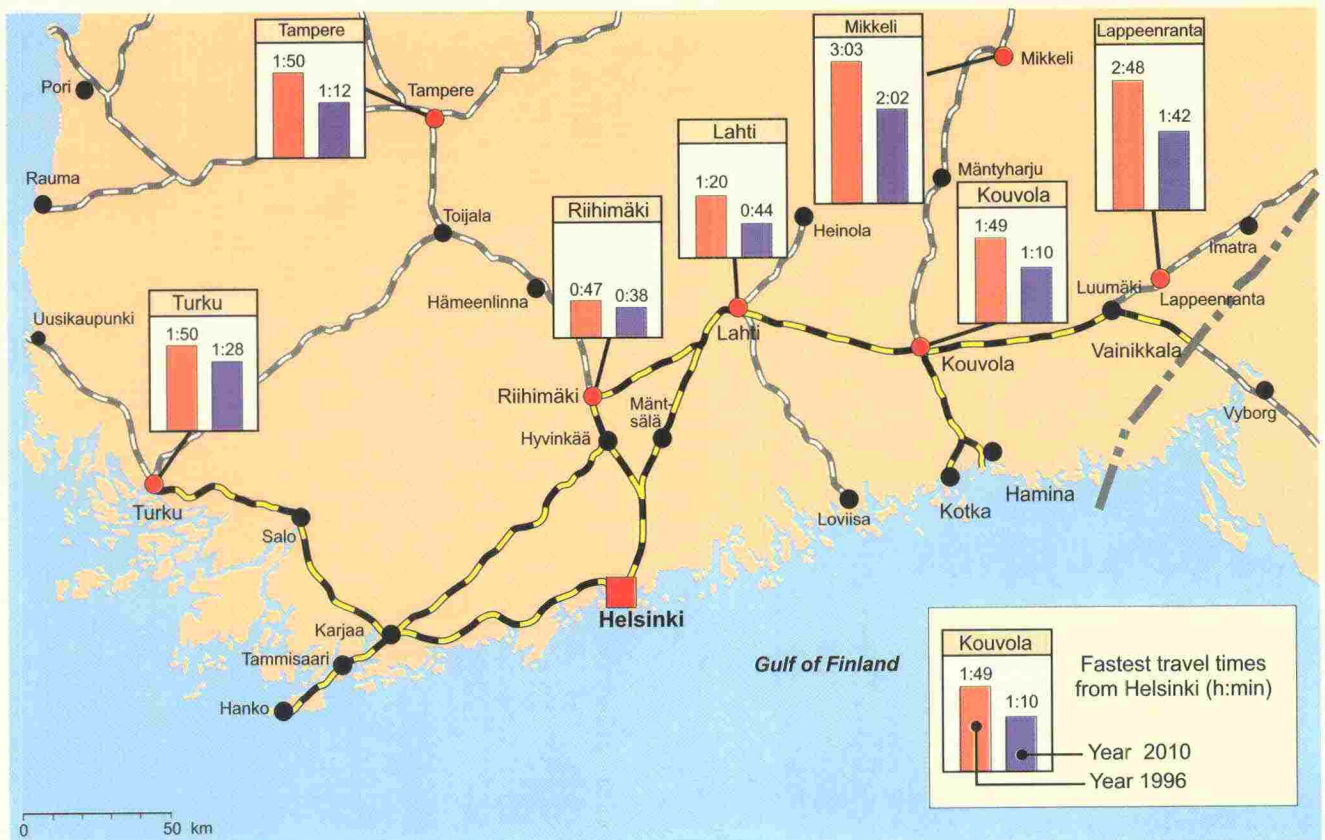 Tampere
1:50
1:12
Mikkeli
3:03
2:02
Lappeenranta
2:48
1:42
Pori
Tampere
Mikkeli
Lahti
1:20
0:44
Rauma
Mäntyharju
Kouvola
1:49
1:10
Riihimäki
0:47
0:38
Toijala
Heinola
Imatra
Hämeenlinna
Luumäki
Lappeenranta
Turku
1:50
1:28
Uusikaupunki
Lahti
Vainikkala
Kouvola
Riihimäki
Mänt-
sälä
Vyborg
Hyvinkää
Turku
Salo
Loviisa
Kotka
Hamina
Helsinki
Karjaa
Tammisaari
Hanko
Gulf of Finland
Kouvola
1:49
1:10
Fastest travel times
from Helsinki (h:min)
Year 2010
Year 1996
0 50 km